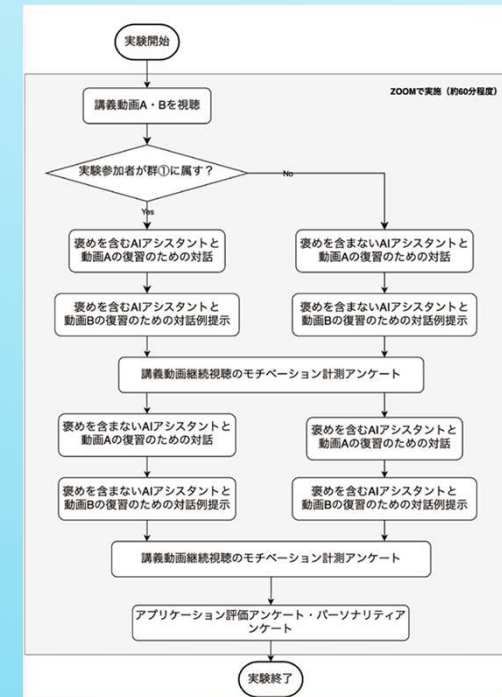 実験開始
ZOOMで実施（約60分程度）
講義動画A・Bを視聴
実験参加者が群①に属す？
No
Yes
褒めを含むAIアシスタントと
動画Aの復習のための対話
褒めを含まないAIアシスタントと
動画Aの復習のための対話
褒めを含むAIアシスタントと
動画Bの復習のための対話例提示
褒めを含まないAIアシスタントと
動画Bの復習のための対話例提示
講義動画継続視聴のモチベーション計測アンケート
褒めを含まないAIアシスタントと
動画Aの復習のための対話
褒めを含むAIアシスタントと
動画Aの復習のための対話
褒めを含まないAIアシスタントと
動画Bの復習のための対話例提示
褒めを含むAIアシスタントと
動画Bの復習のための対話例提示
講義動画継続視聴のモチベーション計測アンケート
アプリケーション評価アンケート・パーソナリティア
ンケート
実験終了